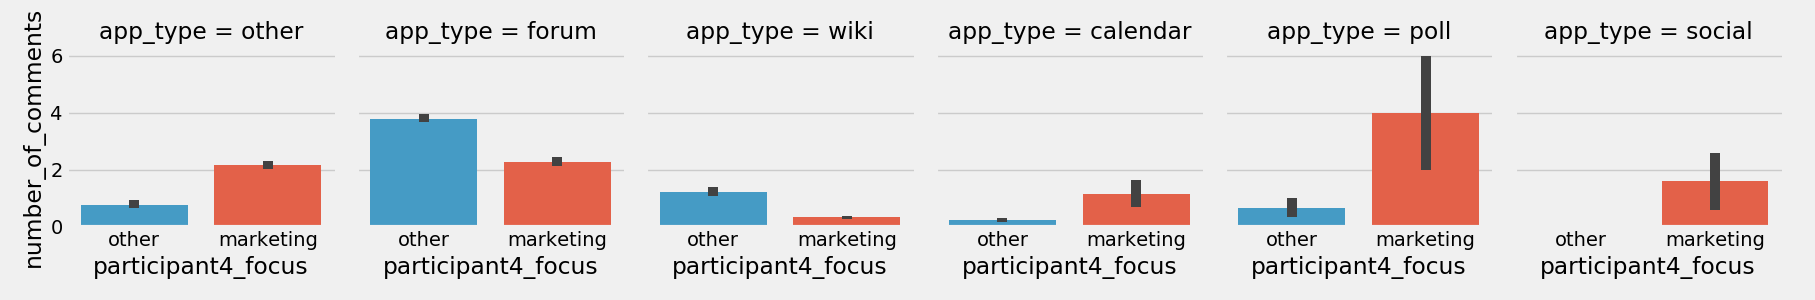 app_type = other
app_type = forum
app_type = wiki
app_type = calendar
app_type = poll
app_type = social
number_of_comments
6
4
2
0
other marketing
other marketing
other marketing
other marketing
other marketing
other marketing
participant4_focus
participant4_focus
participant4_focus
participant4_focus
participant4_focus
participant4_focus